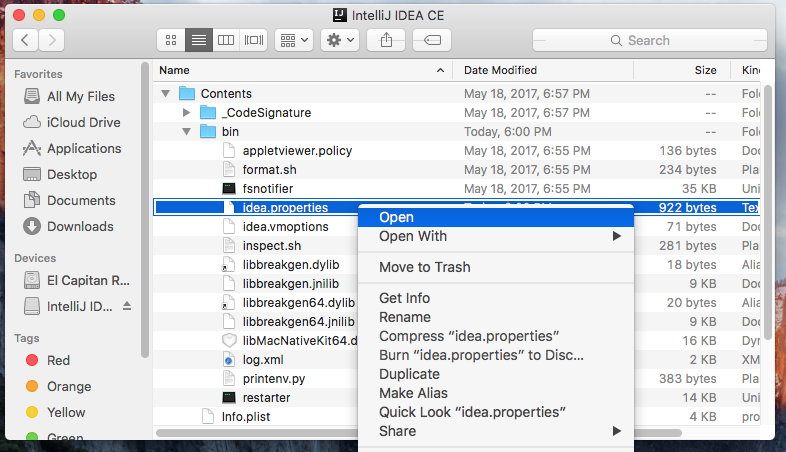 IntelliJ IDEA CE
Search
Favorites
All My Files
iCloud Drive
Applications
Desktop
Documents
Downloads
Devices
El Capitan R...
IntelliJ ID...
Tags
Red
Orange
Yellow
Green
Name Date Modified Size Kin
Contents May 18, 2017, 6:57 PM -- Fol
_CodeSignature May 18, 2017, 6:57 PM -- Fol
bin Today, 6:00 PM -- Fol
appletviewer.policy May 18, 2017, 6:55 PM 136 bytes Doc
format.sh May 18, 2017, 6:55 PM 234 bytes Pla
fsnotifier May 18, 2017, 6:55 PM 35 KB Uni
idea.properties 922 bytes Tex
idea.vmoptions 71 bytes Doc
inspect.sh 281 bytes Pla
libbreakgen.dylib 18 bytes Alia
libbreakgen.jnilib 9 KB Doc
libbreakgen64.dylib 20 bytes Alia
libbreakgen64.jnilib 9 KB Doc
libMacNativeKit64.d 16 KB Dyn
log.xml 2 KB XM
printenv.py 383 bytes Pla
restarter 14 KB Uni
Info.plist 4 KB pro
Open
Open With
Move to Trash
Get Info
Rename
Compress “idea.properties”
Burn “idea.properties” to Disc...
Duplicate
Make Alias
Quick Look “idea.properties”
Share